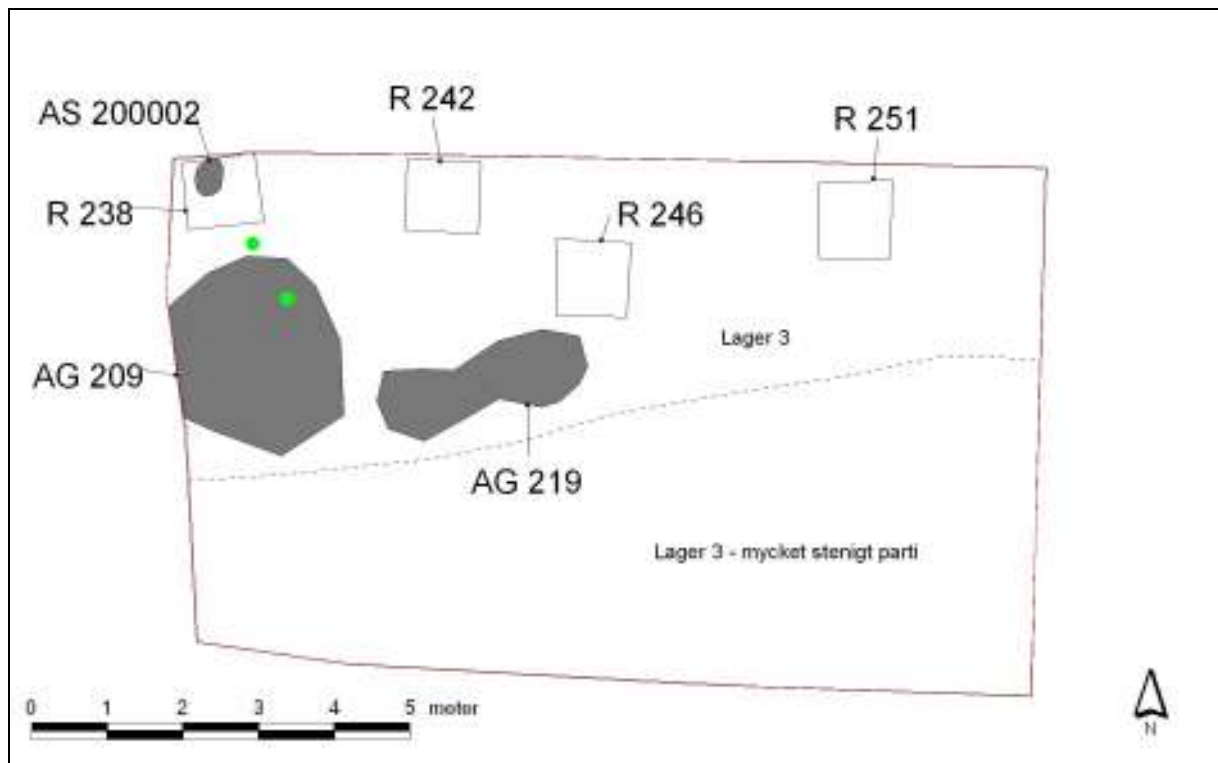 R 242
AS 200002
R 251
R 238
R 246
Lager 3
AG 209
AG 219
Lager 3 - mycket stenigt parti
0 1 2 3 4 5 meter
N